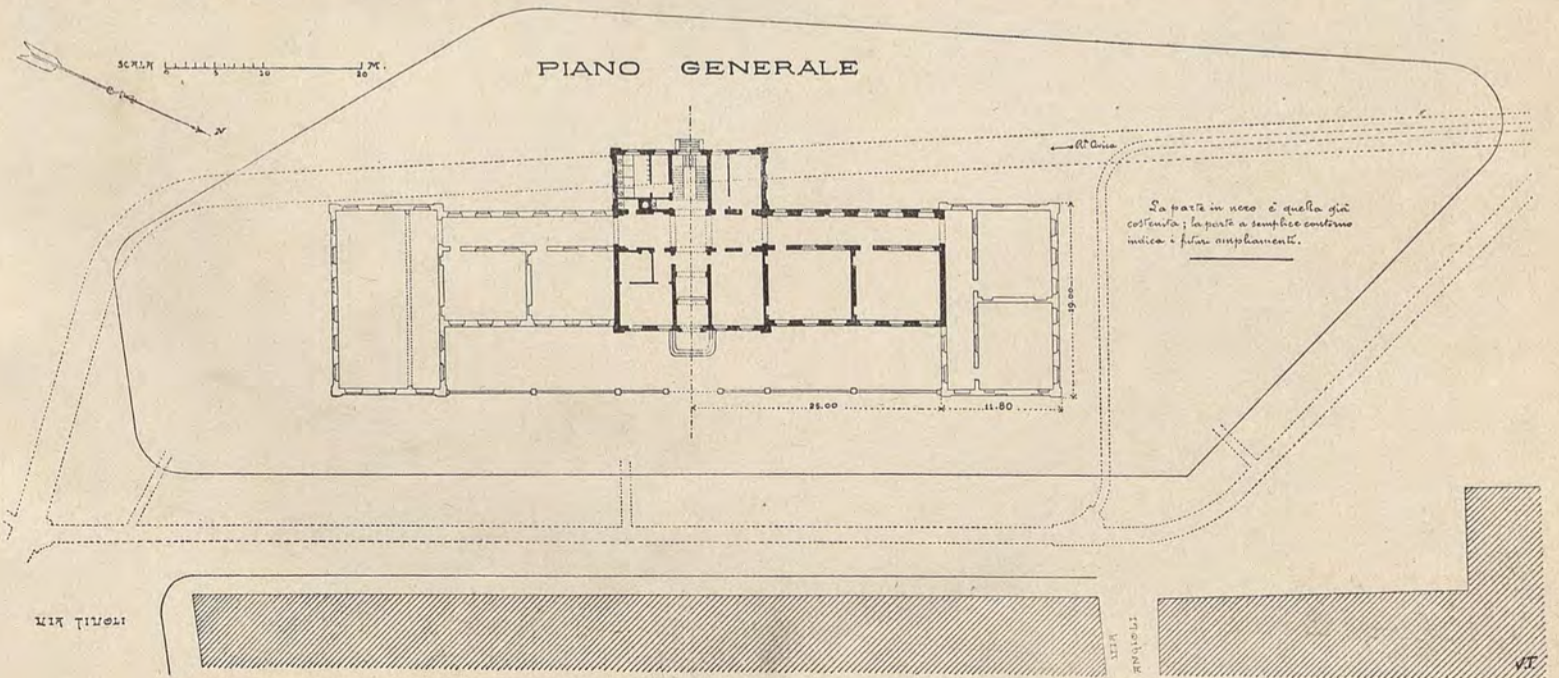 PIANO GENERALE
SCALA 0 5 10 20 M.
N
La parte in nero è quella già
costruita; la parte a semplice contorno
indica i futuri ampliamenti.
19.00
25.00
11.80
VIA TIVOLI
VIA
V.T.